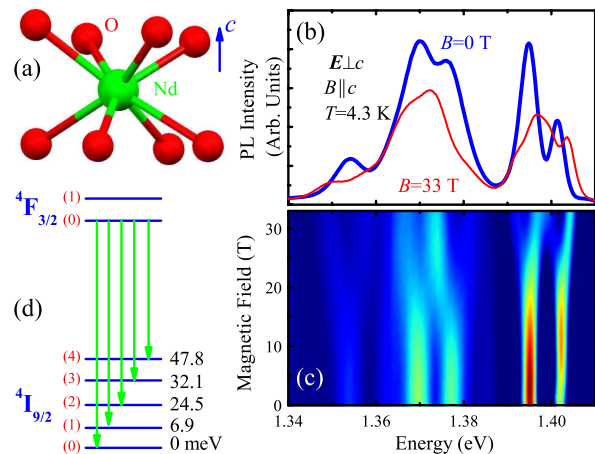 (a)
O
Nd
c
(b)
E⊥c
B∥c
T=4.3 K
B=0 T
B=33 T
PL Intensity
(Arb. Units)
(c)
Magnetic Field (T)
30
20
10
0
1.34
1.36
1.38
1.40
Energy (eV)
(d)
⁴F₃/₂
(1)
(0)
⁴I₉/₂
(4)
47.8
(3)
32.1
(2)
24.5
(1)
6.9
(0)
0 meV